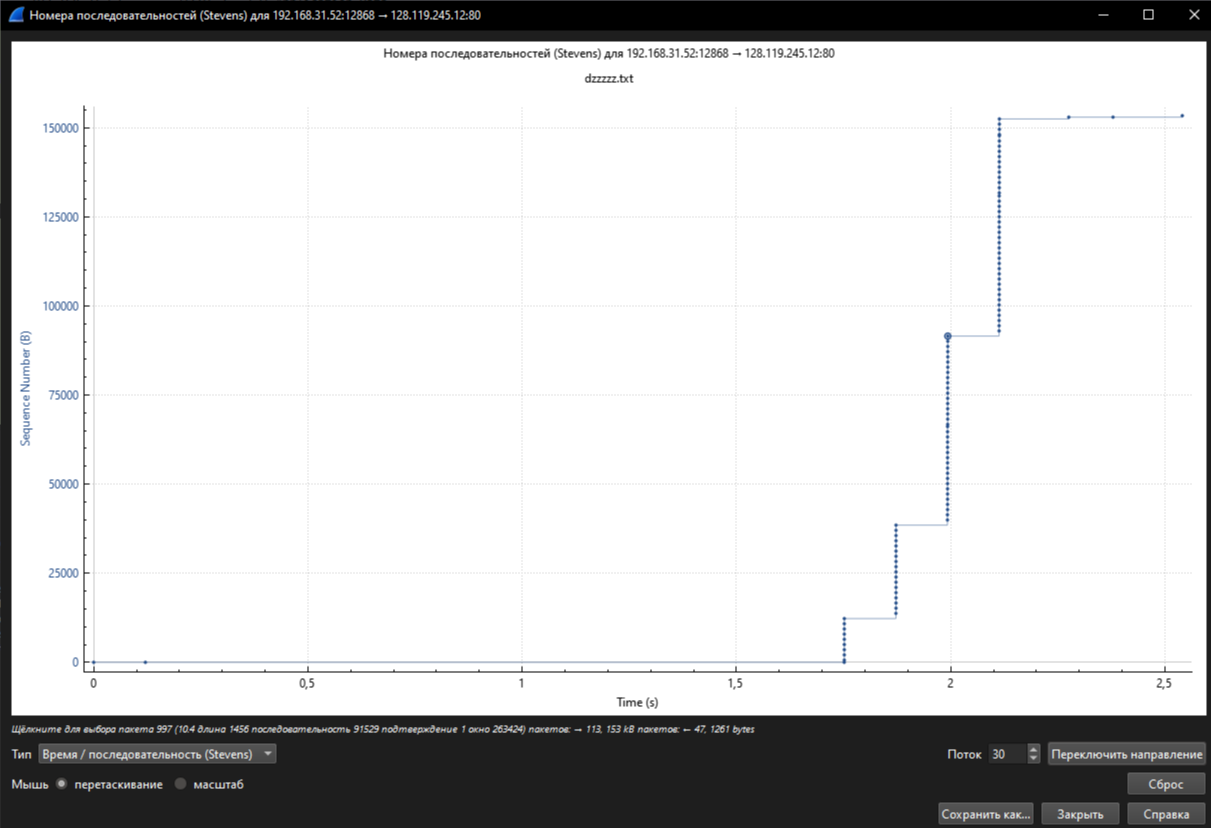 Номера последовательностей (Stevens) для 192.168.31.52:12868 → 128.119.245.12:80
Номера последовательностей (Stevens) для 192.168.31.52:12868 → 128.119.245.12:80
dzzzzz.txt
150000
125000
100000
75000
50000
25000
0
Sequence Number (B)
0 0,5 1 1,5 2 2,5
Time (s)
Щёлкните для выбора пакета 997 (10.4 длина 1456 последовательность 91529 подтверждение 1 окно 263424) пакетов: → 113, 153 kB пакетов: ← 47, 1261 bytes
Тип Время / последовательность (Stevens) Поток 30 Переключить направление
Мышь перетаскивание масштаб Сброс
Сохранить как... Закрыть Справка